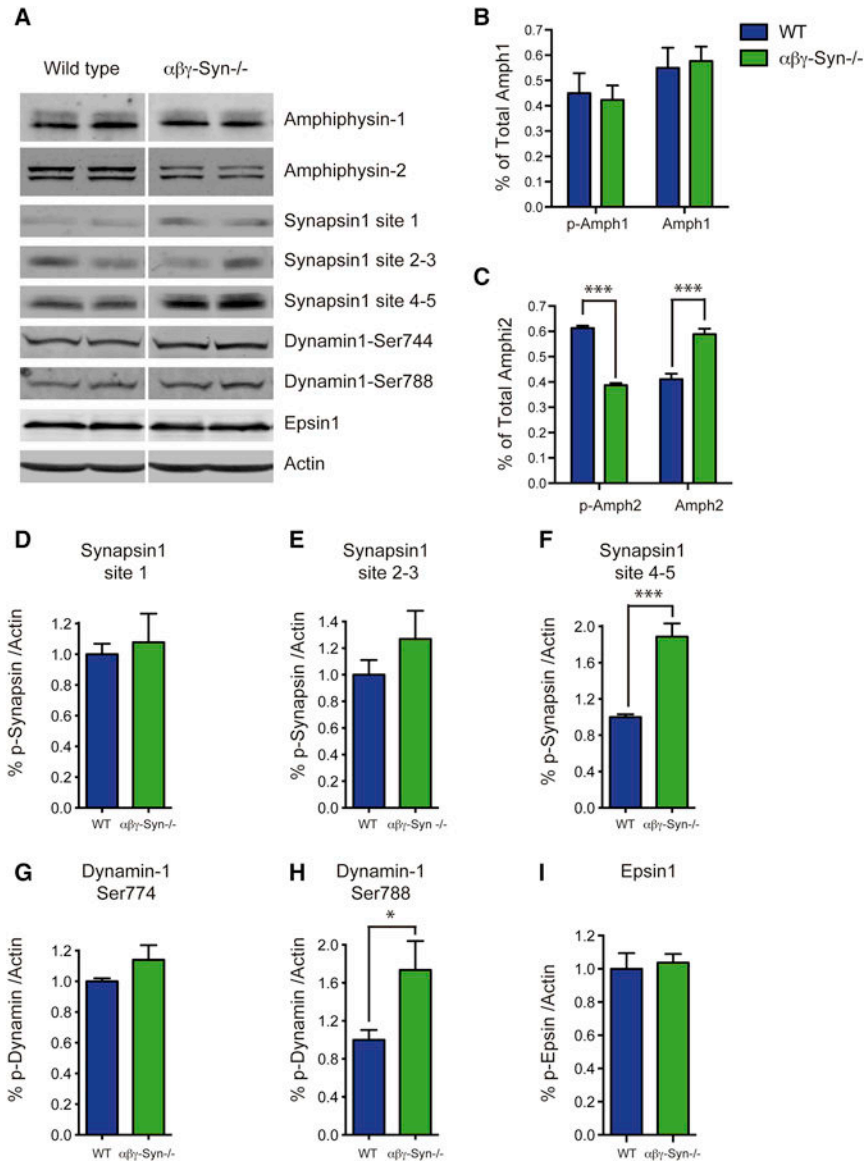 A
Wild type
αβγ-Syn-/-
Amphiphysin-1
Amphiphysin-2
Synapsin1 site 1
Synapsin1 site 2-3
Synapsin1 site 4-5
Dynamin1-Ser744
Dynamin1-Ser788
Epsin1
Actin
B
% of Total Amph1
0.7
0.6
0.5
0.4
0.3
0.2
0.1
0.0
p-Amph1
Amph1
WT
αβγ-Syn-/-
C
% of Total Amphi2
0.7
0.6
0.5
0.4
0.3
0.2
0.1
0.0
***
***
p-Amph2
Amph2
D
Synapsin1
site 1
% p-Synapsin /Actin
1.2
1.0
0.8
0.6
0.4
0.2
0.0
WT
αβγ-Syn-/-
E
Synapsin1
site 2-3
% p-Synapsin /Actin
1.4
1.2
1.0
0.8
0.6
0.4
0.2
0.0
WT
αβγ-Syn -/-
F
Synapsin1
site 4-5
***
% p-Synapsin /Actin
2.0
1.6
1.2
0.8
0.4
0.0
WT
αβγ-Syn-/-
G
Dynamin-1
Ser774
% p-Dynamin /Actin
1.2
1.0
0.8
0.6
0.4
0.2
0.0
WT
αβγ-Syn-/-
H
Dynamin-1
Ser788
*
% p-Dynamin /Actin
2.0
1.6
1.2
0.8
0.4
0.0
WT
αβγ-Syn-/-
I
Epsin1
% p-Epsin /Actin
1.2
1.0
0.8
0.6
0.4
0.2
0.0
WT
αβγ-Syn-/-